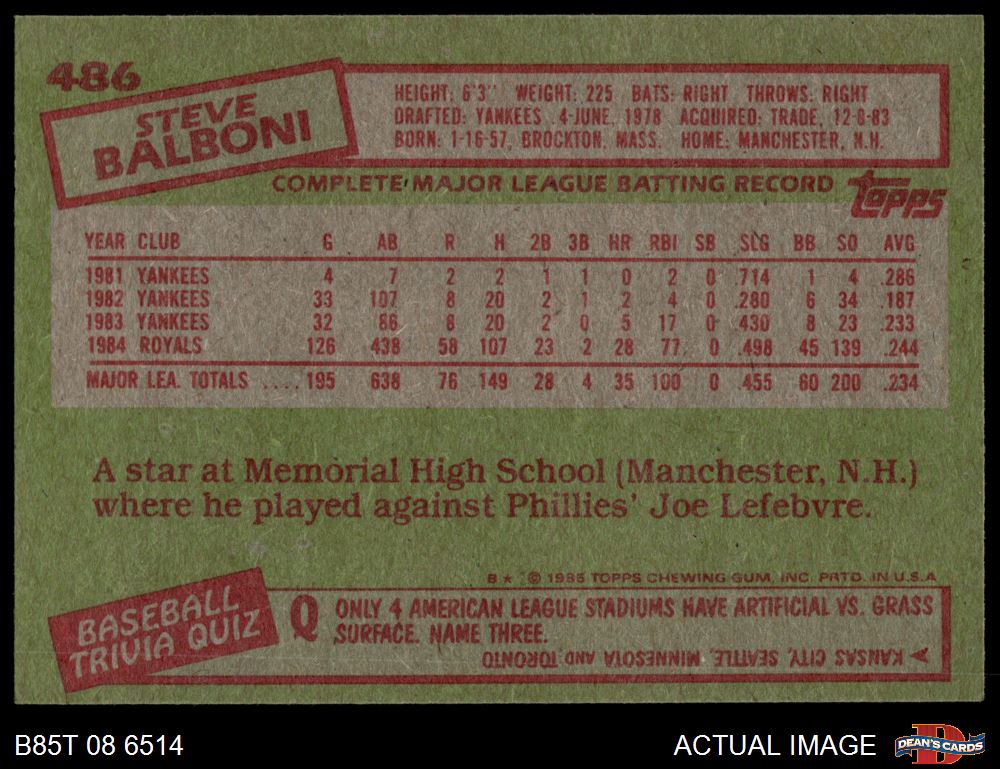 486
STEVE
BALBONI
HEIGHT: 6'3" WEIGHT: 225 BATS: RIGHT THROWS: RIGHT
DRAFTED: YANKEES 4-JUNE, 1978 ACQUIRED: TRADE, 12-8-83
BORN: 1-16-57, BROCKTON, MASS. HOME: MANCHESTER, N.H.
COMPLETE MAJOR LEAGUE BATTING RECORD
topps
YEAR CLUB G AB R H 2B 3B HR RBI SB SLG BB SO AVG
1981 YANKEES 4 7 2 2 1 1 0 2 0 .714 1 4 .286
1982 YANKEES 33 107 8 20 2 1 2 4 0 .280 6 34 .187
1983 YANKEES 32 86 8 20 2 0 5 17 0 .430 8 23 .233
1984 ROYALS 126 438 58 107 23 2 28 77 0 .498 45 139 .244
MAJOR LEA. TOTALS .... 195 638 76 149 28 4 35 100 0 .455 60 200 .234
A star at Memorial High School (Manchester, N.H.)
where he played against Phillies' Joe Lefebvre.
B* © 1985 TOPPS CHEWING GUM, INC. PRTD. IN U.S.A.
BASEBALL
TRIVIA QUIZ
Q ONLY 4 AMERICAN LEAGUE STADIUMS HAVE ARTIFICIAL VS. GRASS
SURFACE. NAME THREE.
A KANSAS CITY, SEATTLE, MINNESOTA AND TORONTO
B85T 08 6514
ACTUAL IMAGE
D
DEAN'S CARDS